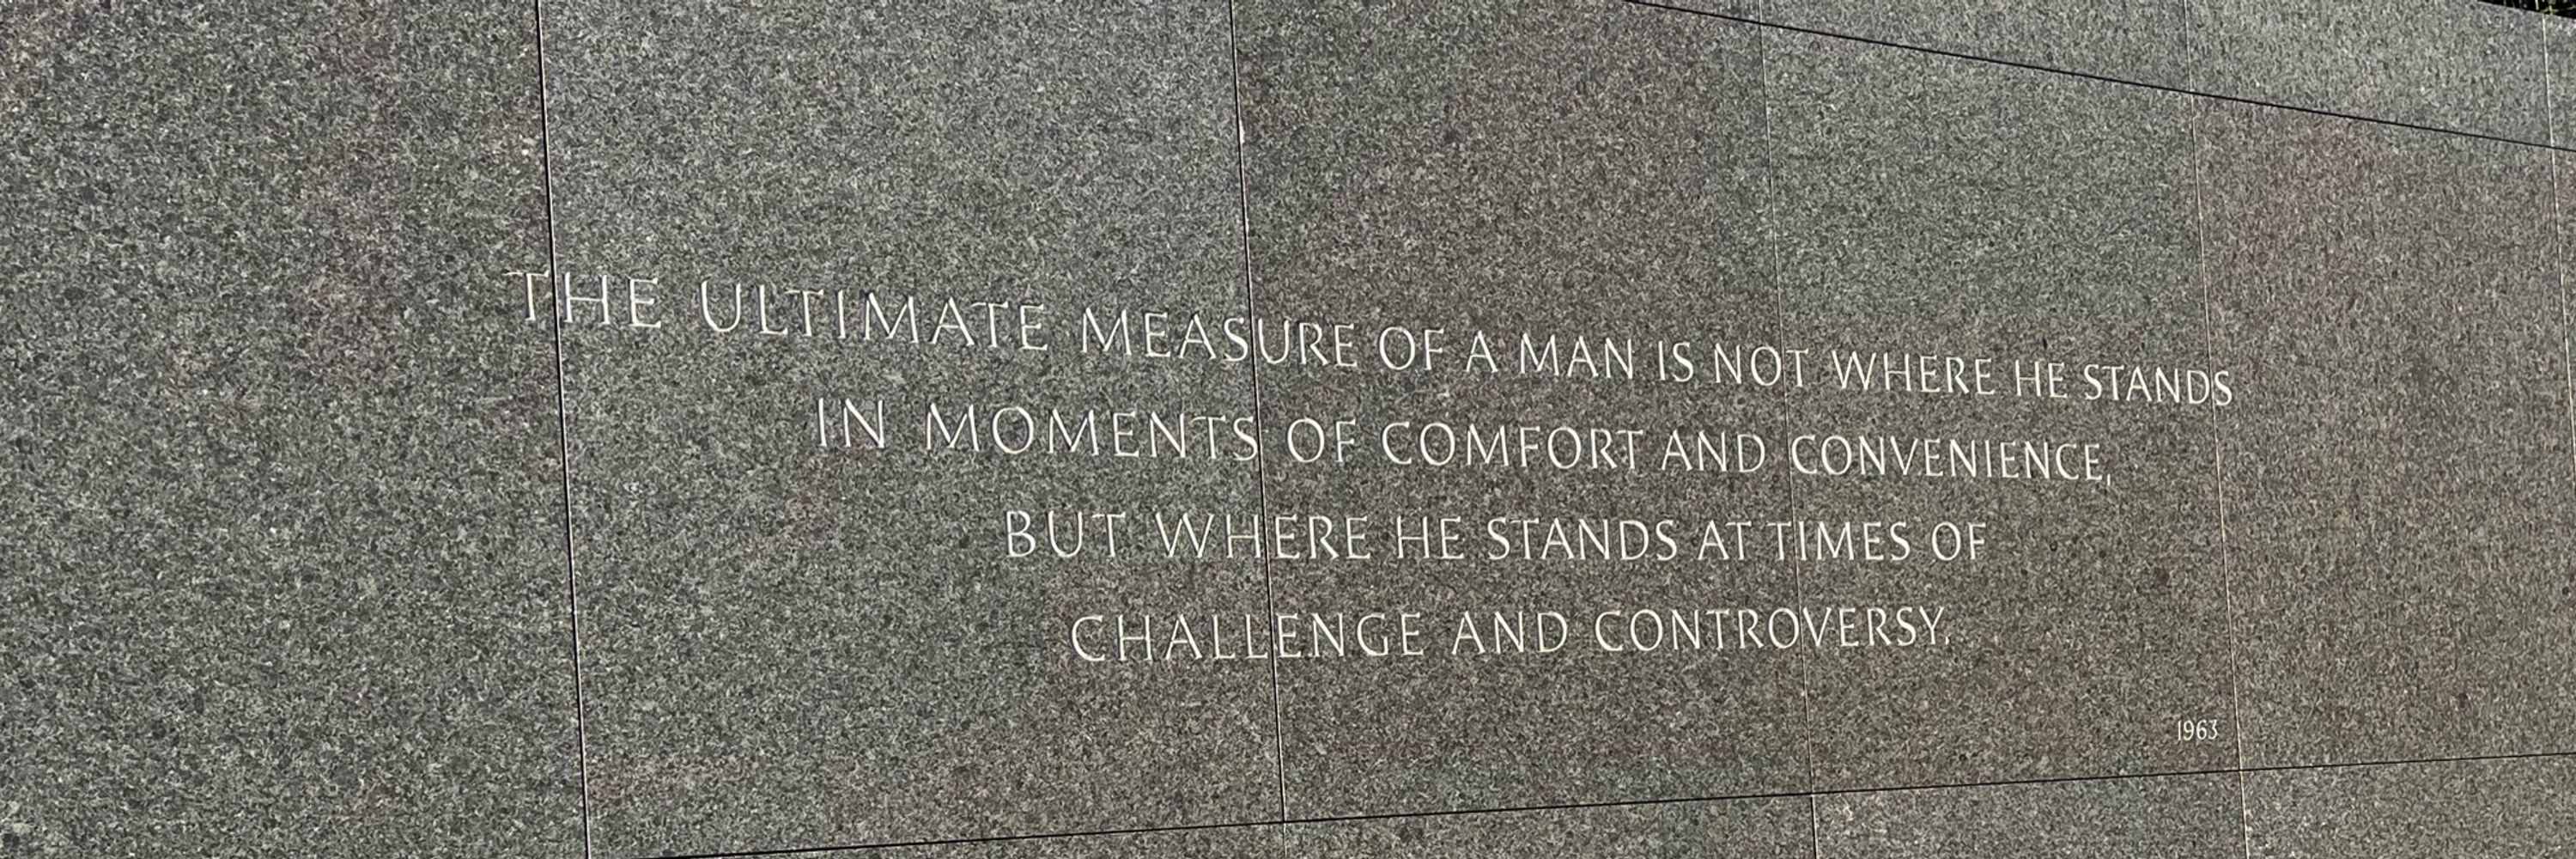 THE ULTIMATE MEASURE OF A MAN IS NOT WHERE HE STANDS
IN MOMENTS OF COMFORT AND CONVENIENCE,
BUT WHERE HE STANDS AT TIMES OF
CHALLENGE AND CONTROVERSY.
1963